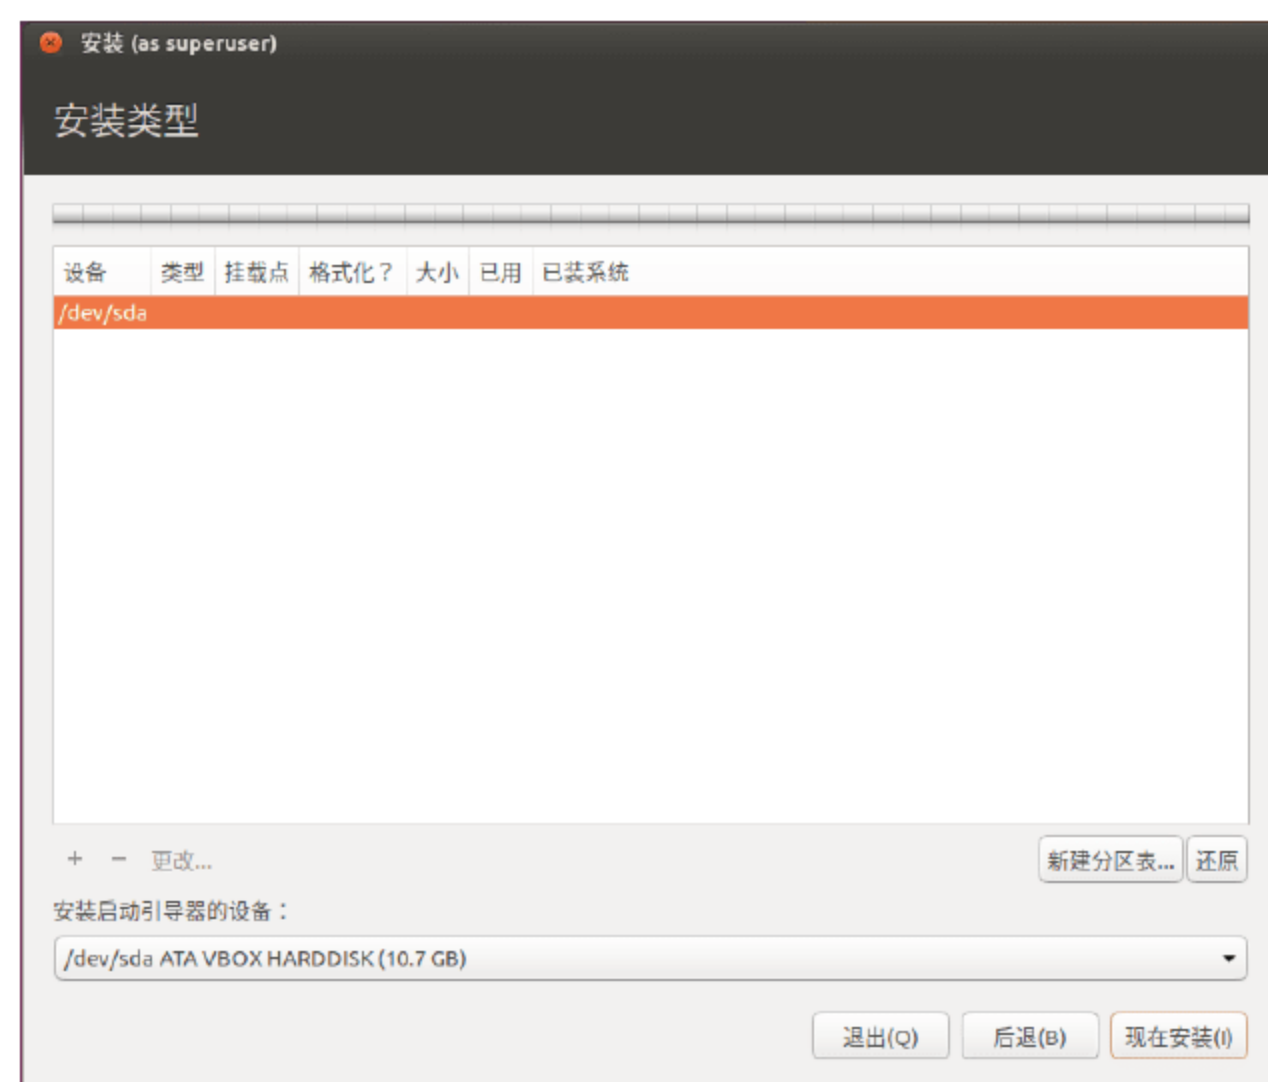 安装 (as superuser)
安装类型
设备 类型 挂载点 格式化？ 大小 已用 已装系统
/dev/sda
+ − 更改... 新建分区表... 还原
安装启动引导器的设备：
/dev/sda ATA VBOX HARDDISK (10.7 GB)
退出(Q) 后退(B) 现在安装(I)